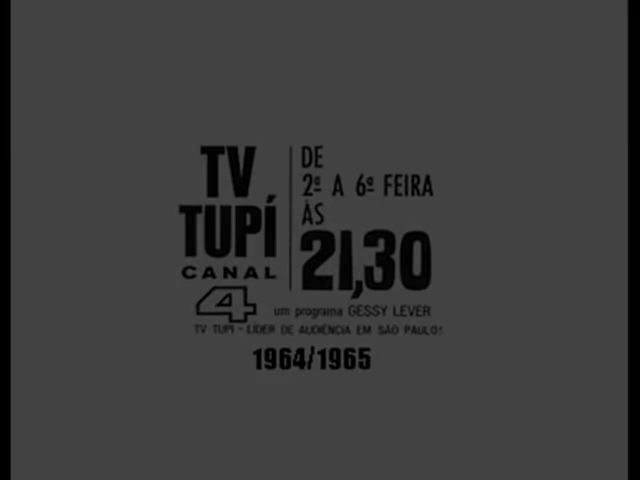 TV
TUPÍ
CANAL
4
DE
2ª A 6ª FEIRA
ÀS
21,30
um programa GESSY LEVER
TV TUPI – LÍDER DE AUDIÊNCIA EM SÃO PAULO!
1964/1965